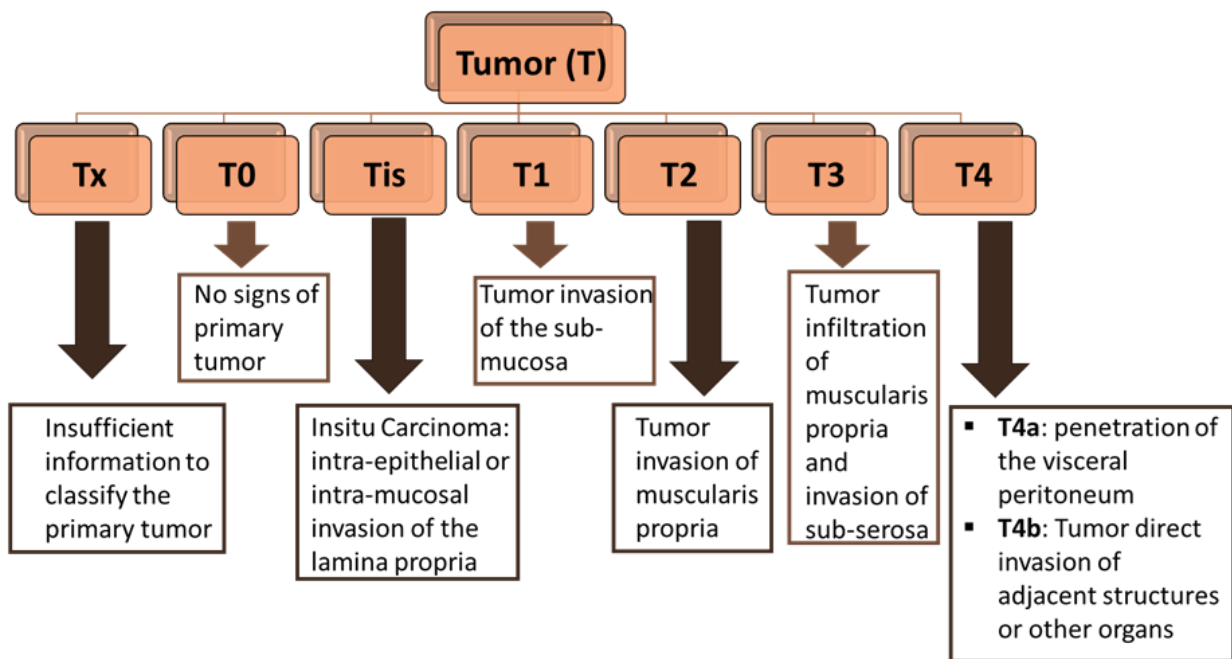 Tumor (T)
Tx
T0
Tis
T1
T2
T3
T4
Insufficient
information to
classify the
primary tumor
No signs of
primary
tumor
Insitu Carcinoma:
intra-epithelial or
intra-mucosal
invasion of the
lamina propria
Tumor invasion
of the sub-
mucosa
Tumor
invasion of
muscularis
propria
Tumor
infiltration
of
muscularis
propria
and
invasion of
sub-serosa
▪ T4a: penetration of
the visceral
peritoneum
▪ T4b: Tumor direct
invasion of
adjacent structures
or other organs